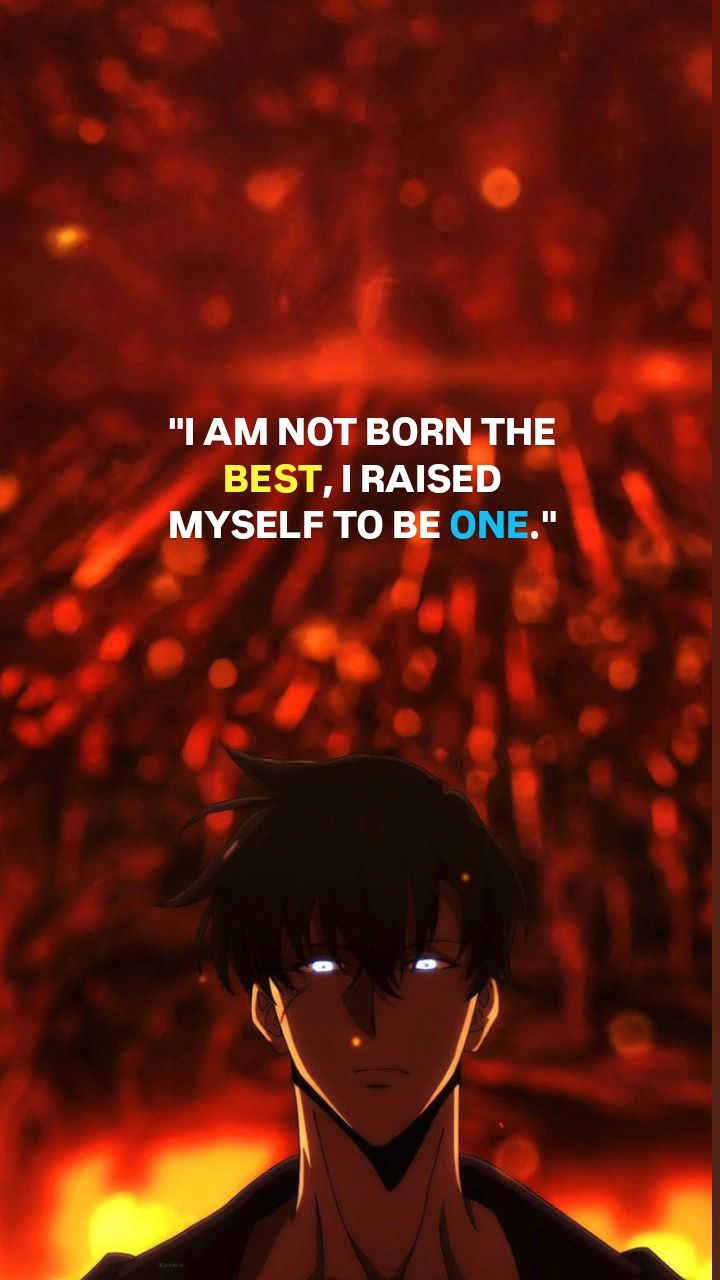 "I AM NOT BORN THE
BEST, I RAISED
MYSELF TO BE ONE."